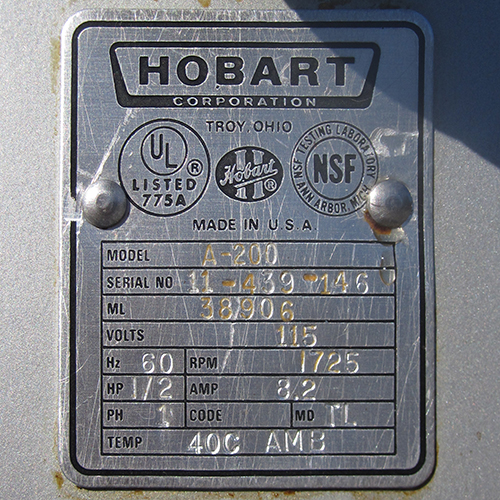 HOBART
CORPORATION
TROY, OHIO
UL ®
LISTED
775A
Hobart ®
NSF TESTING LABORATORY
NSF
ANN ARBOR, MICH.
MADE IN U.S.A.
MODEL A-200
SERIAL NO 11-439-146
ML 38906
VOLTS 115
Hz 60 RPM 1725
HP 1/2 AMP 8.2
PH 1 CODE MD TL
TEMP 40C AMB